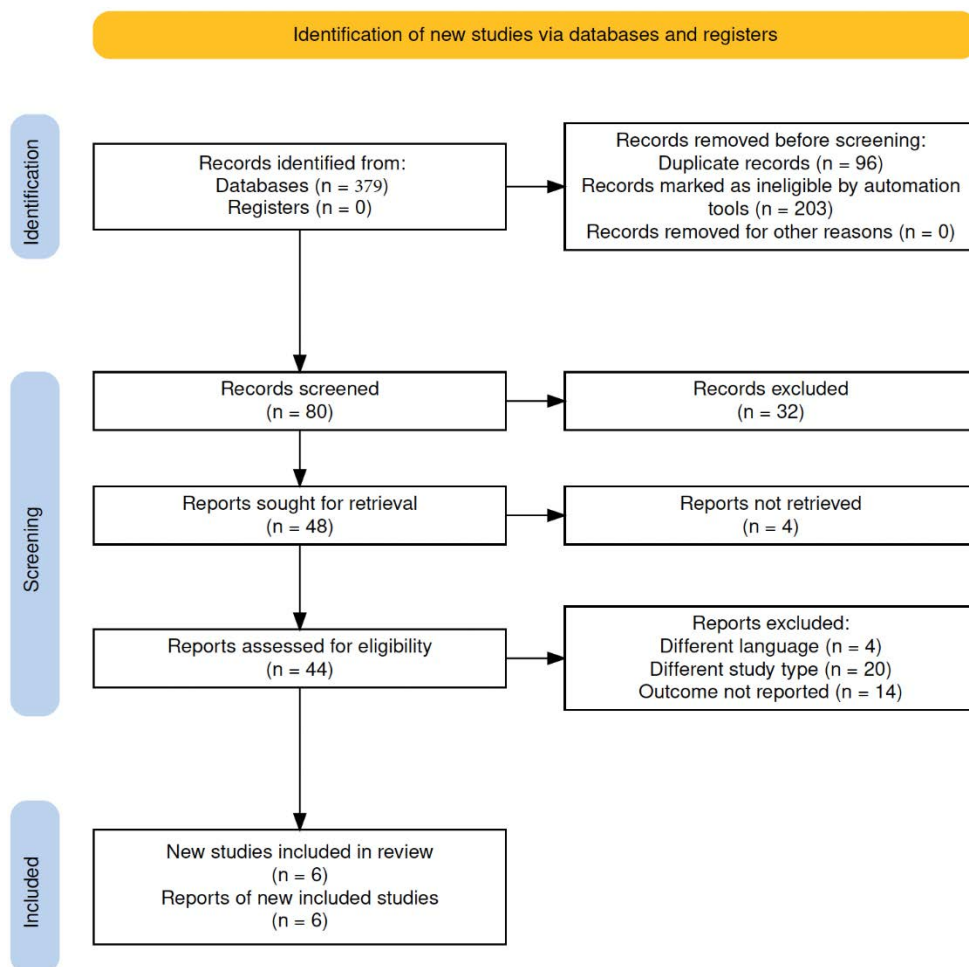 Identification of new studies via databases and registers
Identification
Records identified from:
Databases (n = 379)
Registers (n = 0)
Records removed before screening:
Duplicate records (n = 96)
Records marked as ineligible by automation
tools (n = 203)
Records removed for other reasons (n = 0)
Screening
Records screened
(n = 80)
Records excluded
(n = 32)
Reports sought for retrieval
(n = 48)
Reports not retrieved
(n = 4)
Reports assessed for eligibility
(n = 44)
Reports excluded:
Different language (n = 4)
Different study type (n = 20)
Outcome not reported (n = 14)
Included
New studies included in review
(n = 6)
Reports of new included studies
(n = 6)